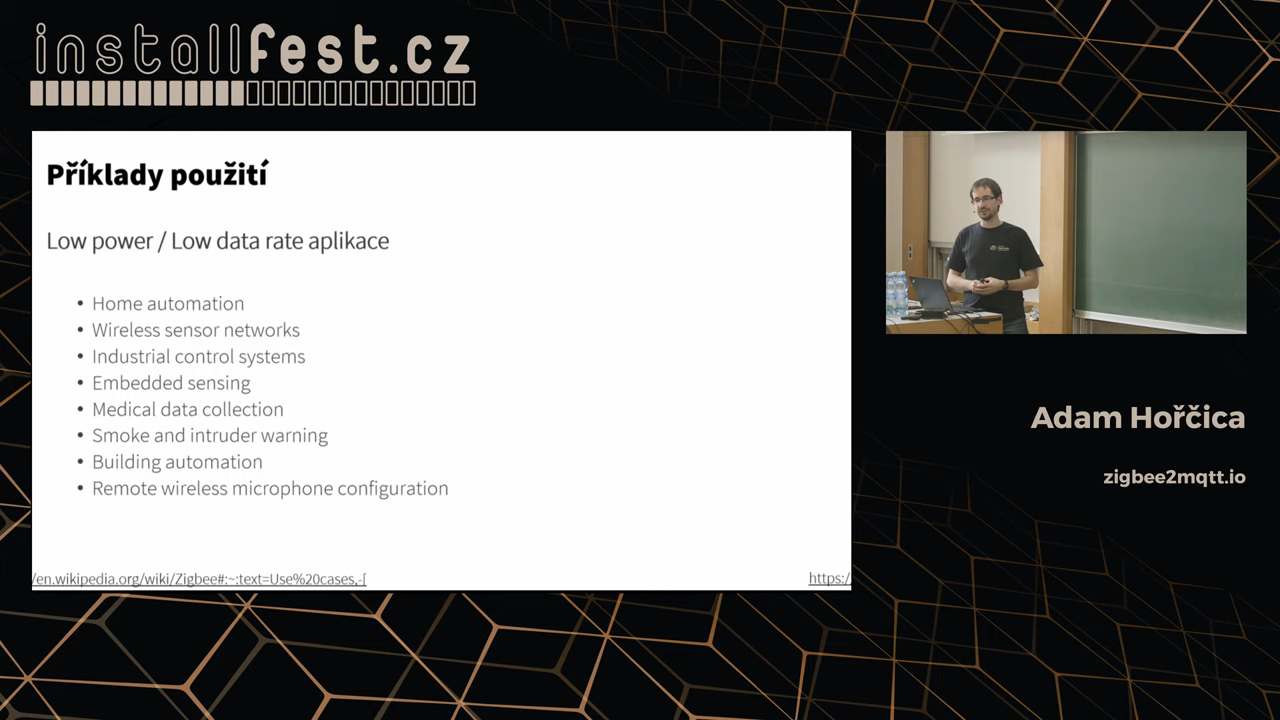 installfest.cz
Příklady použití
Low power / Low data rate aplikace
• Home automation
• Wireless sensor networks
• Industrial control systems
• Embedded sensing
• Medical data collection
• Smoke and intruder warning
• Building automation
• Remote wireless microphone configuration
/en.wikipedia.org/wiki/Zigbee#:~:text=Use%20cases,-[
https:/
Adam Hořčica
zigbee2mqtt.io